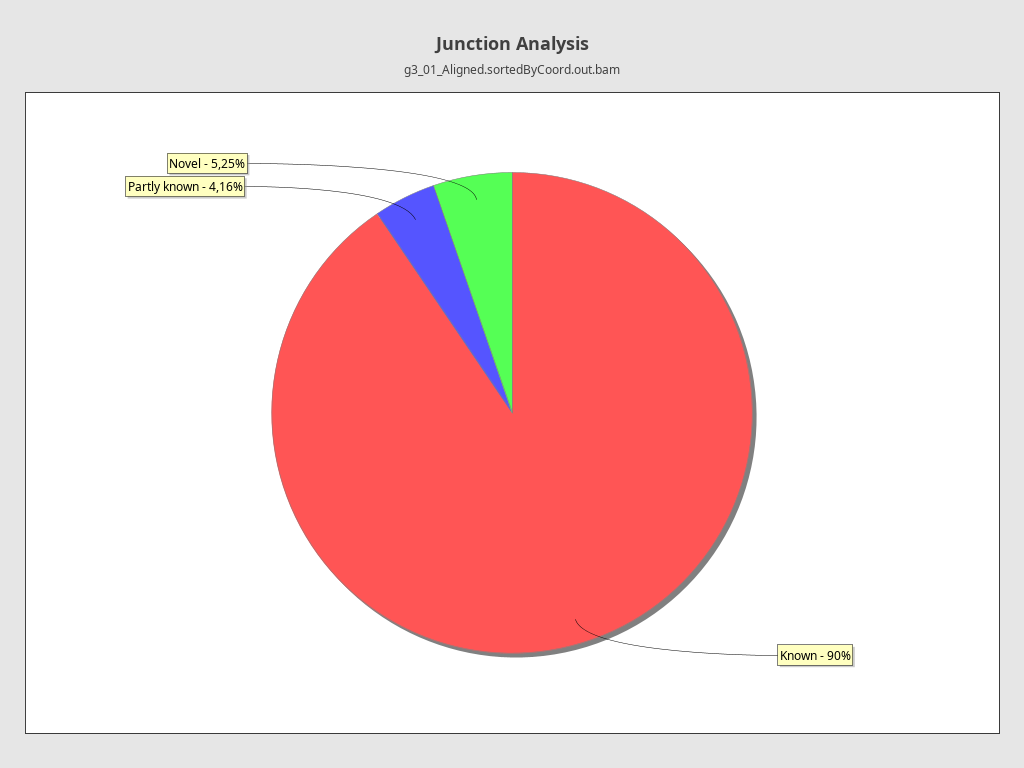 Junction Analysis
g3_01_Aligned.sortedByCoord.out.bam
Novel - 5,25%
Partly known - 4,16%
Known - 90%